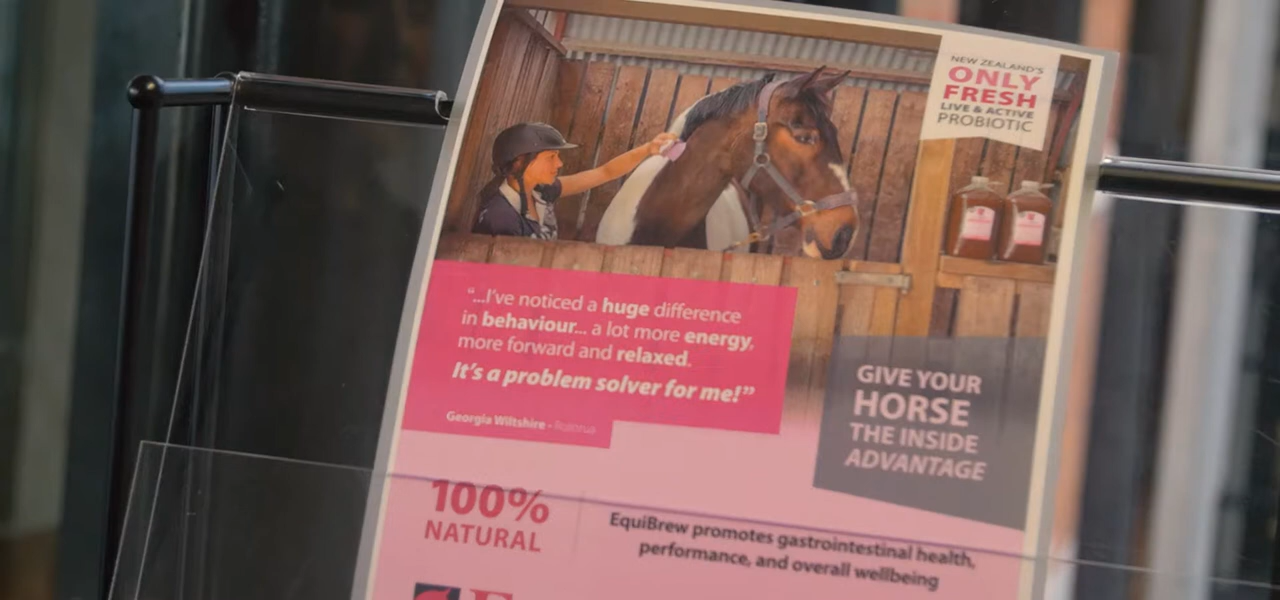 NEW ZEALAND'S
ONLY
FRESH
LIVE & ACTIVE
PROBIOTIC
"...I've noticed a huge difference
in behaviour... a lot more energy,
more forward and relaxed.
It's a problem solver for me!"
Georgia Wiltshire - Rotorua
GIVE YOUR
HORSE
THE INSIDE
ADVANTAGE
100%
NATURAL
EquiBrew promotes gastrointestinal health,
performance, and overall wellbeing